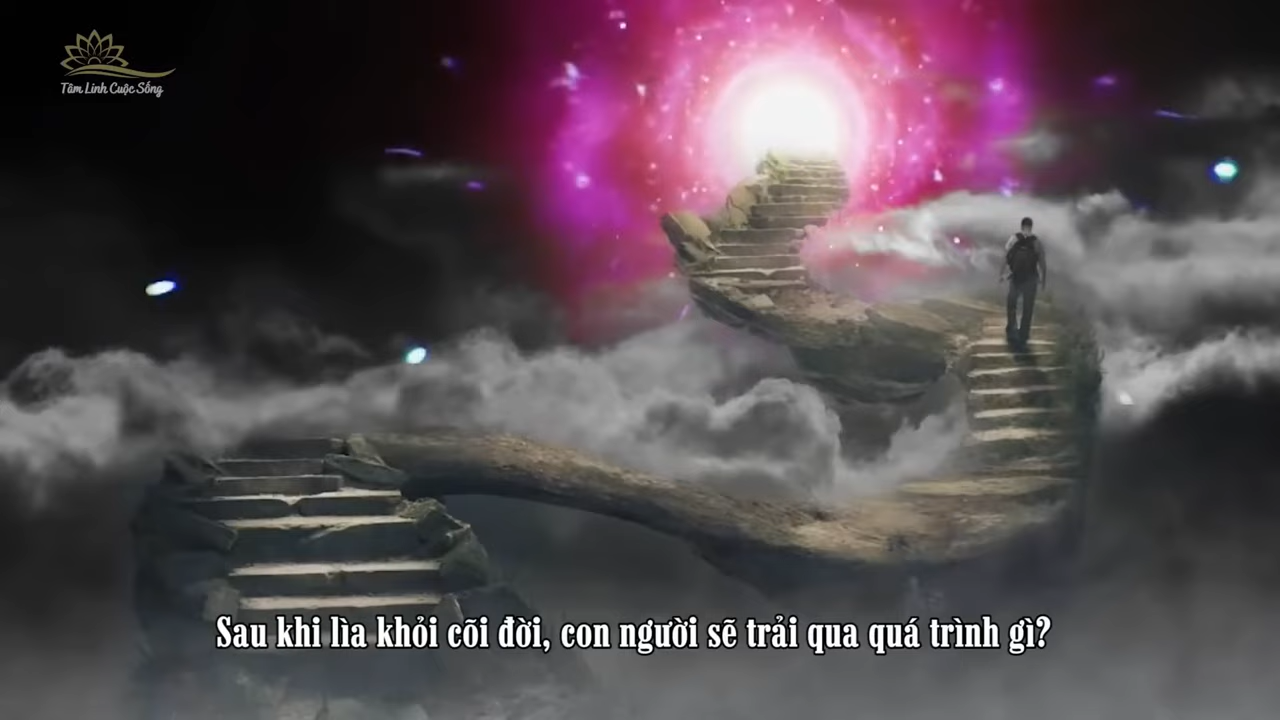 Tâm Linh Cuộc Sống
Sau khi lìa khỏi cõi đời, con người sẽ trải qua quá trình gì?